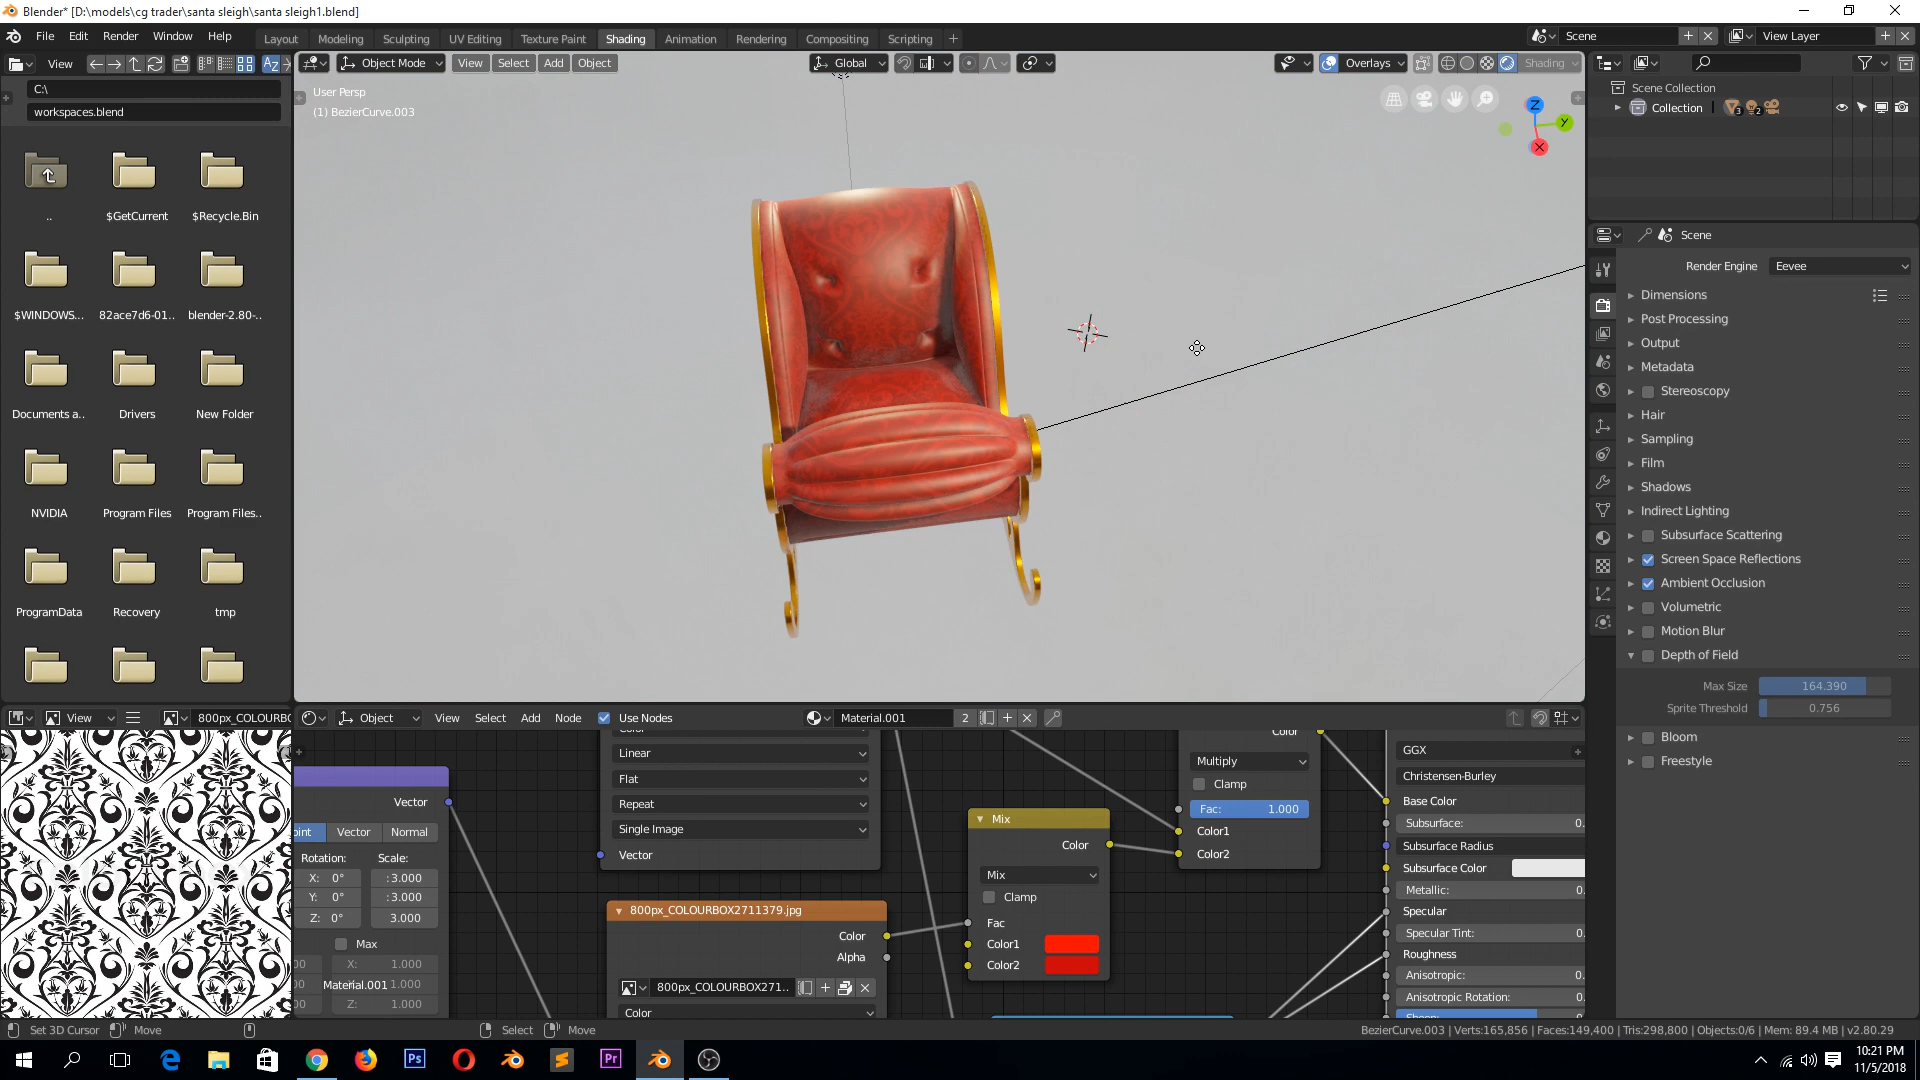 Blender* [D:\models\cg trader\santa sleigh\santa sleigh1.blend]
File Edit Render Window Help
Layout Modeling Sculpting UV Editing Texture Paint Shading Animation Rendering Compositing Scripting
Scene
View Layer
View
Object Mode
View Select Add Object
Global
Overlays
Shading
C:\
workspaces.blend
..
$GetCurrent
$Recycle.Bin
$WINDOWS...
82ace7d6-01..
blender-2.80-..
Documents a..
Drivers
New Folder
NVIDIA
Program Files
Program Files..
ProgramData
Recovery
tmp
User Persp
(1) BezierCurve.003
Z
Y
X
Scene Collection
Collection
3
2
Scene
Render Engine
Eevee
Dimensions
Post Processing
Output
Metadata
Stereoscopy
Hair
Sampling
Film
Shadows
Indirect Lighting
Subsurface Scattering
Screen Space Reflections
Ambient Occlusion
Volumetric
Motion Blur
Depth of Field
Max Size 164.390
Sprite Threshold 0.756
Bloom
Freestyle
View
800px_COLOURBO
Object
View Select Add Node
Use Nodes
Material.001
2
Vector
Vector
Normal
Rotation:
Scale:
X: 0°
3.000
Y: 0°
3.000
Z: 0°
3.000
Max
X: 1.000
Material.001
1.000
Z: 1.000
Linear
Flat
Repeat
Single Image
Vector
800px_COLOURBOX2711379.jpg
Color
Alpha
800px_COLOURBOX271..
Color
Mix
Color
Mix
Clamp
Fac
Color1
Color2
Color
Multiply
Clamp
Fac: 1.000
Color1
Color2
GGX
Christensen-Burley
Base Color
Subsurface: 0.
Subsurface Radius
Subsurface Color
Metallic: 0.
Specular
Specular Tint: 0.
Roughness
Anisotropic: 0.
Anisotropic Rotation: 0.
Set 3D Cursor
Move
Select
Move
BezierCurve.003 | Verts:165,856 | Faces:149,400 | Tris:298,800 | Objects:0/6 | Mem: 89.4 MB | v2.80.29
Ps
Pr
10:21 PM
11/5/2018